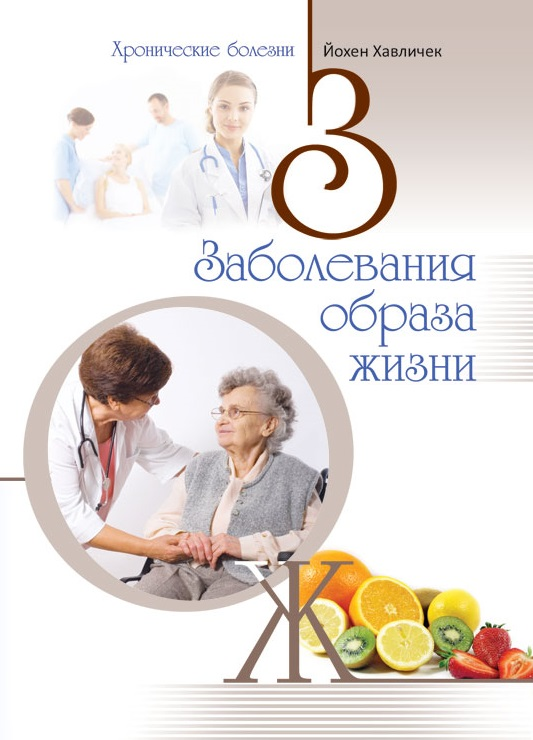 Хронические болезни Йохен Хавличек
З
Заболевания
образа
жизни
О
Ж